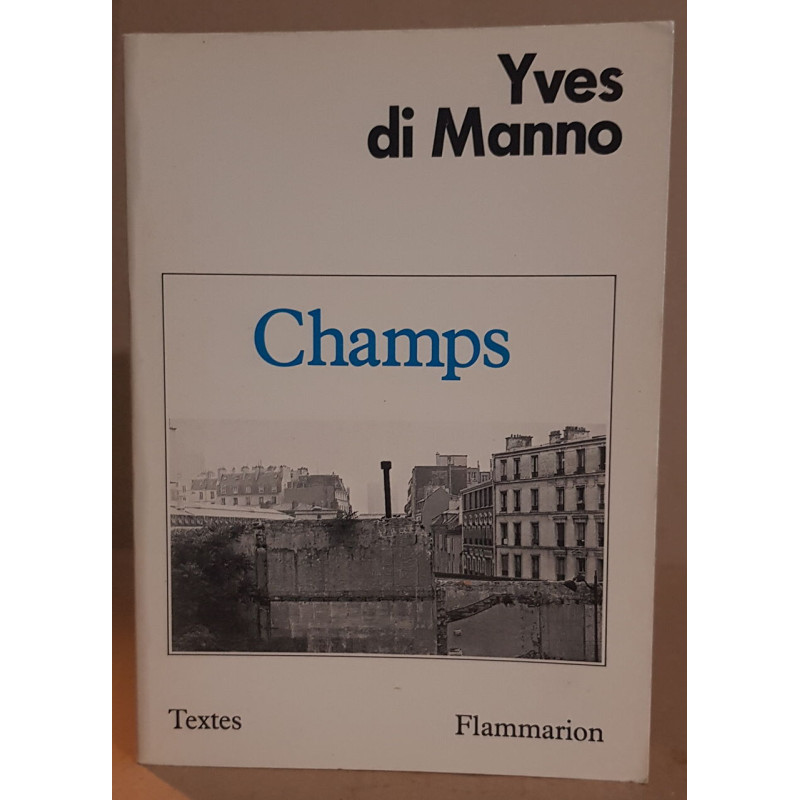 Yves
di Manno
Champs
Textes
Flammarion